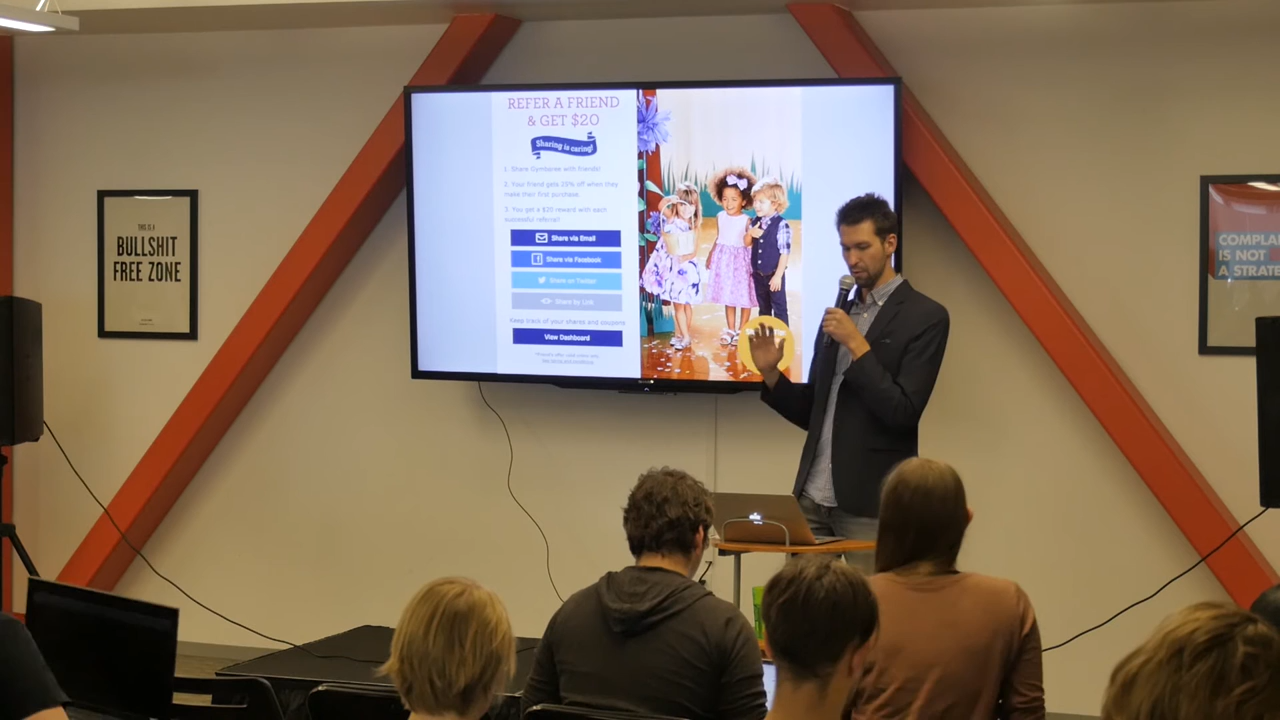 THIS IS A
BULLSHIT
FREE ZONE
REFER A FRIEND
& GET $20
Sharing is caring!
1. Share Gymboree with friends!
2. Your friend gets 20% off when they
make their first purchase.
3. You get a $20 reward with each
successful referral!
Share via Email
Share via Facebook
Share on Twitter
Share by Link
Keep track of your shares and coupons
View Dashboard
COMPLAI
IS NOT
A STRATE